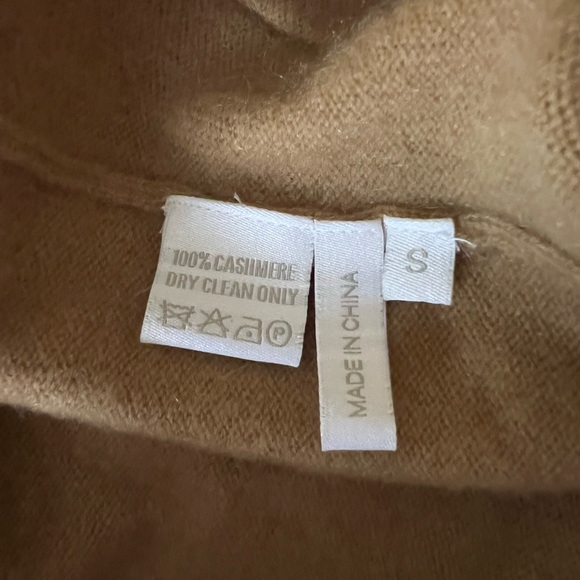 100% CASHMERE
DRY CLEAN ONLY
P
MADE IN CHINA
S